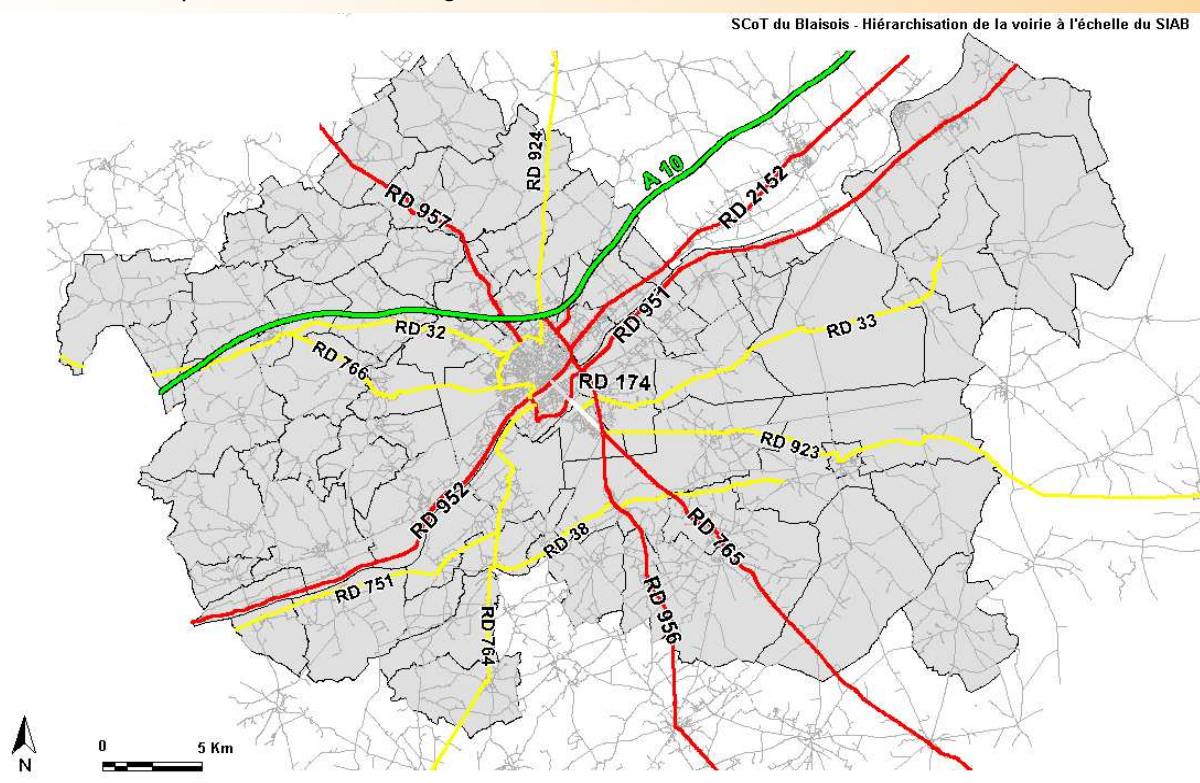 SCoT du Blaisois - Hiérarchisation de la voirie à l'échelle du SIAB
RD 924
A 10
RD 2152
RD 957
RD 951
RD 32
RD 33
RD 766
RD 174
RD 923
RD 952
RD 765
RD 38
RD 751
RD 956
RD 764
0 5 Km
N